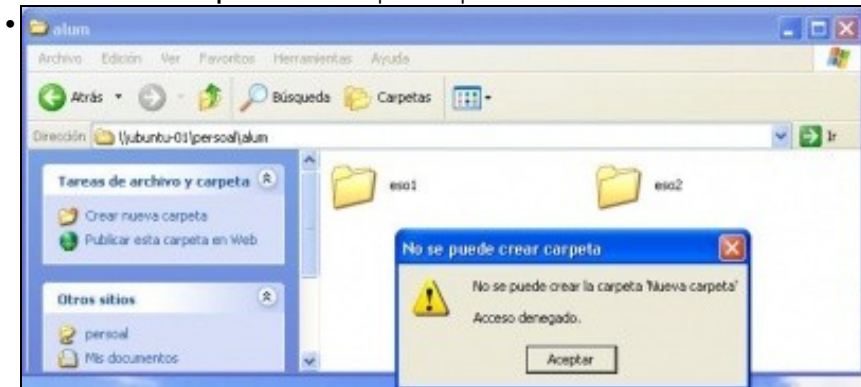 alum
Archivo Edición Ver Favoritos Herramientas Ayuda
Atrás Búsqueda Carpetas
Dirección \\ubuntu-01\persoal\alum Ir
Tareas de archivo y carpeta
Crear nueva carpeta
Publicar esta carpeta en Web
Otros sitios
persoal
Mis documentos
eso1 eso2
No se puede crear carpeta
No se puede crear la carpeta 'Nueva carpeta'
Acceso denegado.
Aceptar